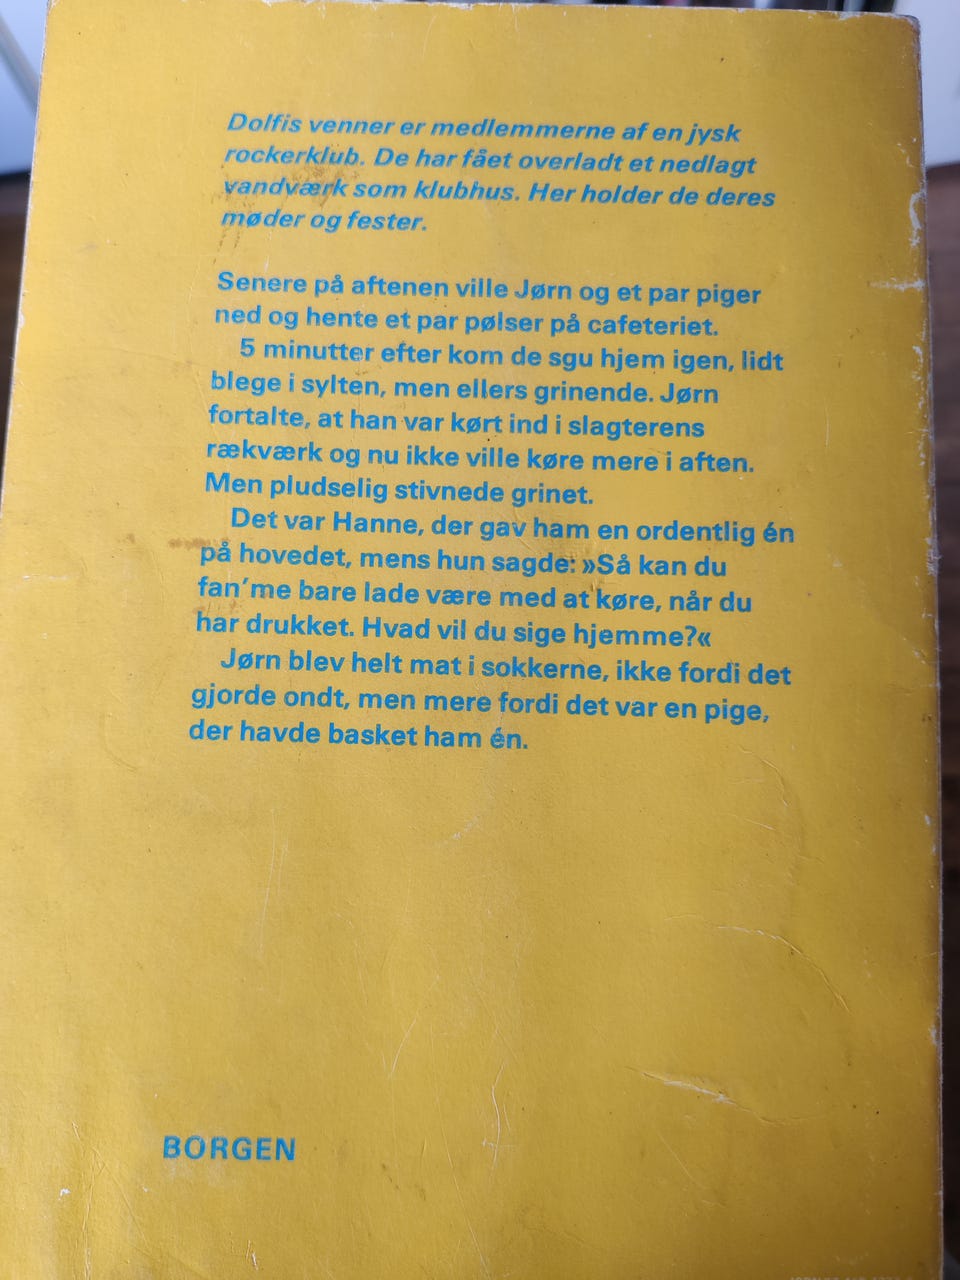 Dolfis venner er medlemmerne af en jysk
rockerklub. De har fået overladt et nedlagt
vandværk som klubhus. Her holder de deres
møder og fester.
Senere på aftenen ville Jørn og et par piger
ned og hente et par pølser på cafeteriet.
5 minutter efter kom de sgu hjem igen, lidt
blege i sylten, men ellers grinende. Jørn
fortalte, at han var kørt ind i slagterens
rækværk og nu ikke ville køre mere i aften.
Men pludselig stivnede grinet.
Det var Hanne, der gav ham en ordentlig én
på hovedet, mens hun sagde: »Så kan du
fan'me bare lade være med at køre, når du
har drukket. Hvad vil du sige hjemme?«
Jørn blev helt mat i sokkerne, ikke fordi det
gjorde ondt, men mere fordi det var en pige,
der havde basket ham én.
BORGEN